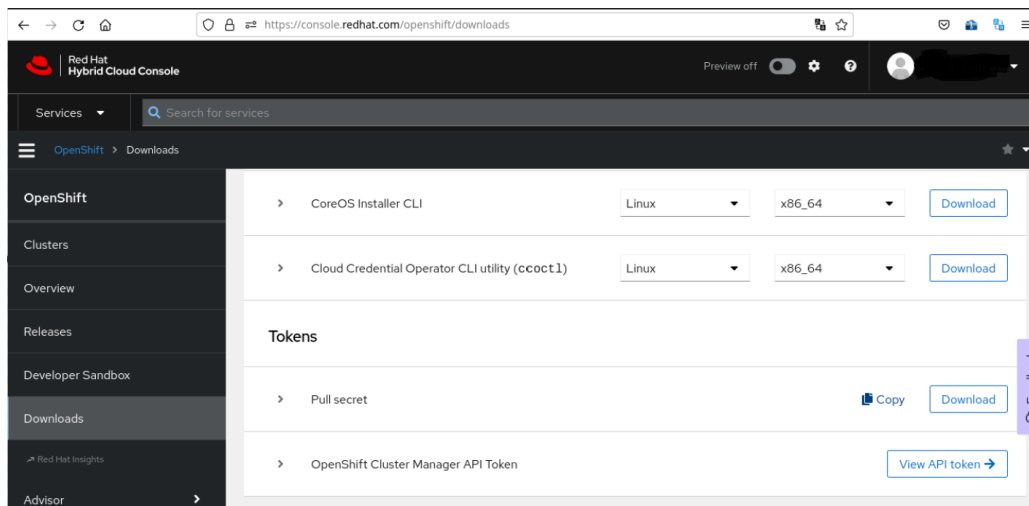 https://console.redhat.com/openshift/downloads
Red Hat
Hybrid Cloud Console
Preview off
Services
Search for services
OpenShift > Downloads
OpenShift
Clusters
Overview
Releases
Developer Sandbox
Downloads
Red Hat Insights
Advisor
CoreOS Installer CLI Linux x86_64 Download
Cloud Credential Operator CLI utility (ccoctl) Linux x86_64 Download
Tokens
Pull secret Copy Download
OpenShift Cluster Manager API Token View API token